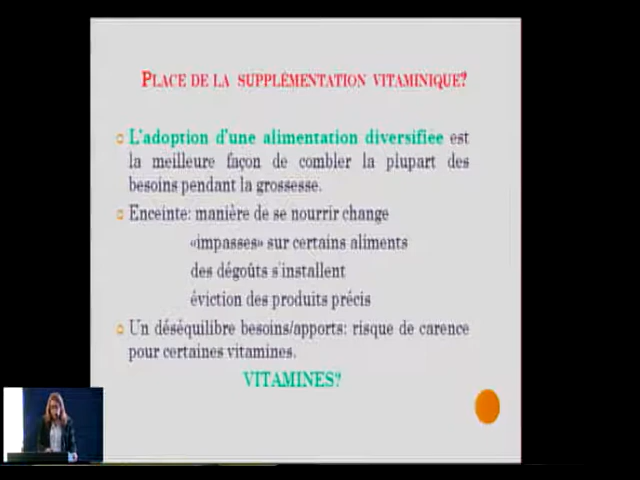 PLACE DE LA SUPPLÉMENTATION VITAMINIQUE?
L'adoption d'une alimentation diversifiée est
la meilleure façon de combler la plupart des
besoins pendant la grossesse.
Enceinte: manière de se nourrir change
«impasses» sur certains aliments
des dégoûts s'installent
éviction des produits précis
Un déséquilibre besoins/apports: risque de carence
pour certaines vitamines.
VITAMINES?